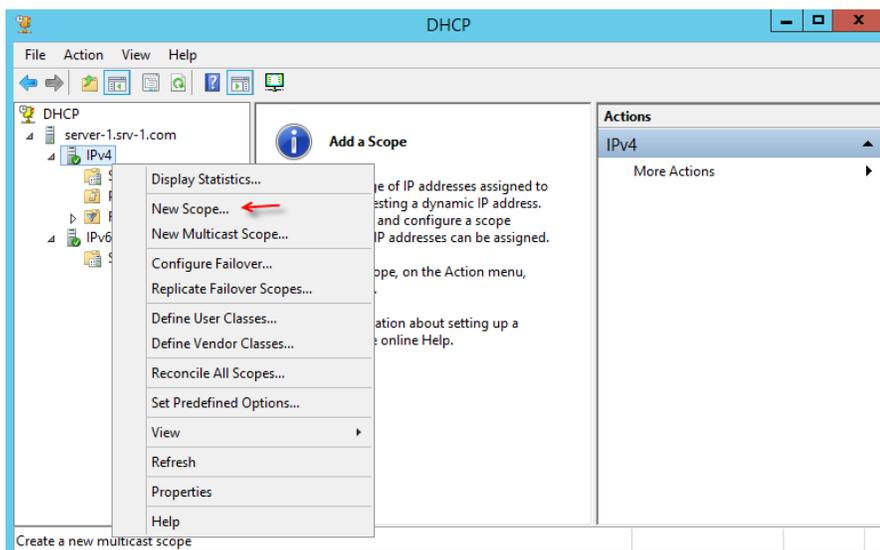 DHCP
File Action View Help
DHCP
server-1.srv-1.com
IPv4
IPv6
Display Statistics...
New Scope...
New Multicast Scope...
Configure Failover...
Replicate Failover Scopes...
Define User Classes...
Define Vendor Classes...
Reconcile All Scopes...
Set Predefined Options...
View
Refresh
Properties
Help
Add a Scope
of IP addresses assigned to
a dynamic IP address.
and configure a scope
IP addresses can be assigned.
on the Action menu,
about setting up a
online Help.
Actions
IPv4
More Actions
Create a new multicast scope